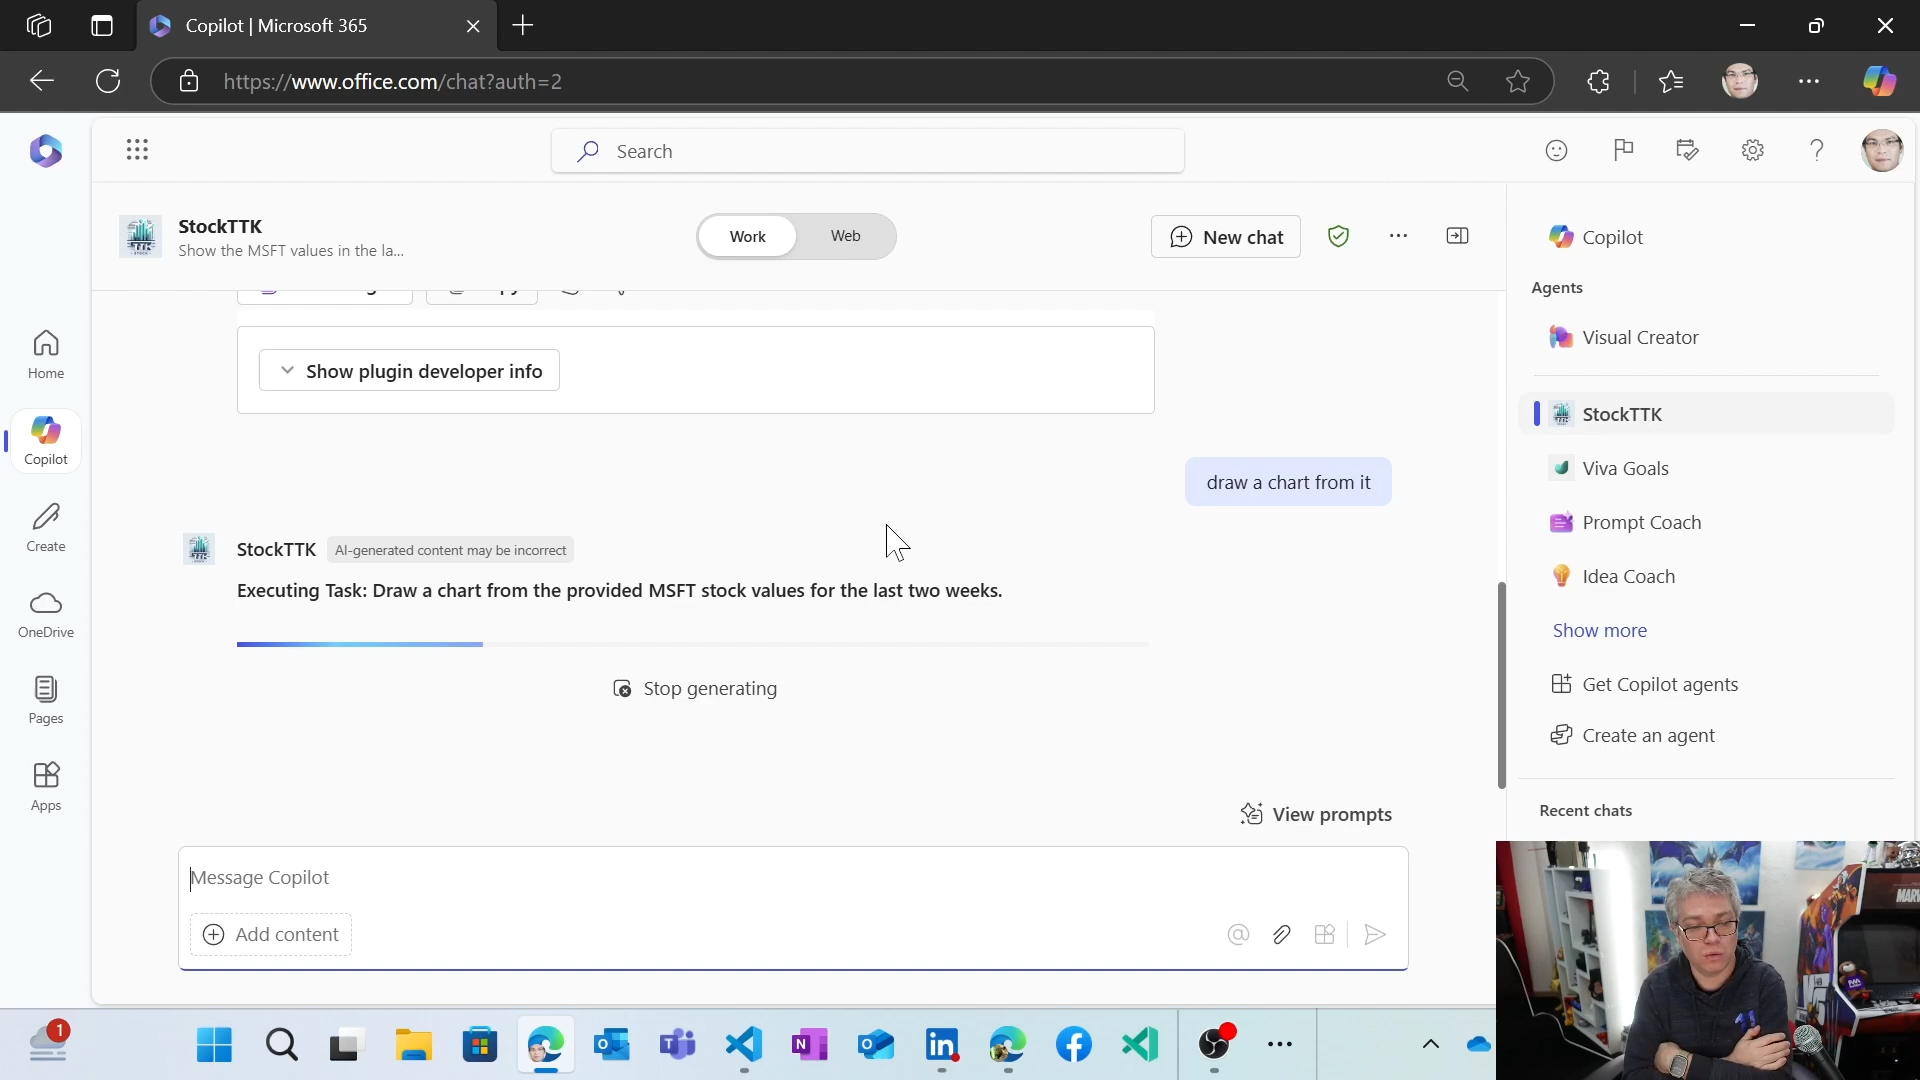 Copilot | Microsoft 365
https://www.office.com/chat?auth=2
Search
StockTTK
Show the MSFT values in the la...
Work
Web
New chat
Show plugin developer info
draw a chart from it
StockTTK
AI-generated content may be incorrect
Executing Task: Draw a chart from the provided MSFT stock values for the last two weeks.
Stop generating
View prompts
Message Copilot
Add content
Home
Copilot
Create
OneDrive
Pages
Apps
Copilot
Agents
Visual Creator
StockTTK
Viva Goals
Prompt Coach
Idea Coach
Show more
Get Copilot agents
Create an agent
Recent chats
1